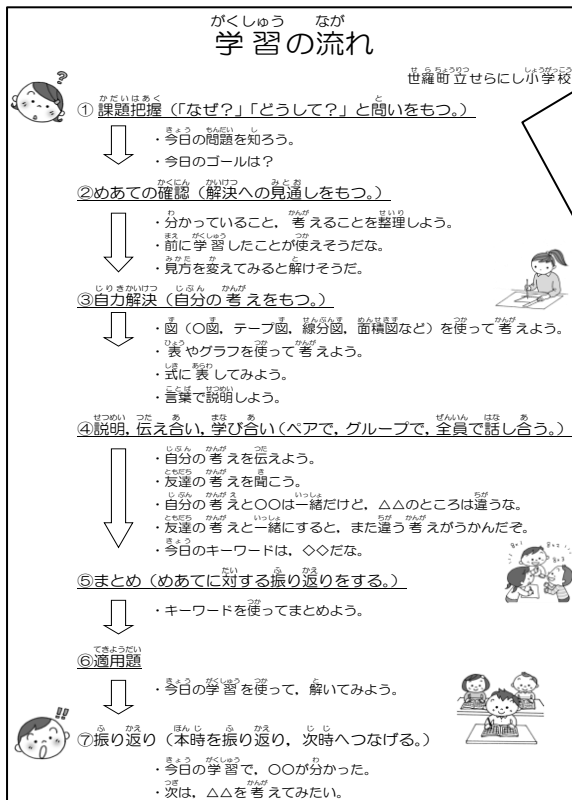 学習の流れ
世羅町立せらにし小学校
①課題把握(「なぜ?」「どうして?」と問いをもつ。)
・今日の問題を知ろう。
・今日のゴールは?
②めあての確認(解決への見通しをもつ。)
・分かっていること,考えることを整理しよう。
・前に学習したことが使えそうだな。
・見方を変えてみると解けそうだ。
③自力解決(自分の考えをもつ。)
・図(○図,テープ図,線分図,面積図など)を使って考えよう。
・表やグラフを使って考えよう。
・式に表してみよう。
・言葉で説明しよう。
④説明,伝え合い,学び合い(ペアで,グループで,全員で話し合う。)
・自分の考えを伝えよう。
・友達の考えを聞こう。
・自分の考えと○○は一緒だけど,△△のところは違うな。
・友達の考えと一緒にすると,また違う考えがうかんだぞ。
・今日のキーワードは,◇◇だな。
⑤まとめ(めあてに対する振り返りをする。)
・キーワードを使ってまとめよう。
⑥適用題
・今日の学習を使って,解いてみよう。
⑦振り返り(本時を振り返り,次時へつなげる。)
・今日の学習で,○○が分かった。
・次は,△△を考えてみたい。